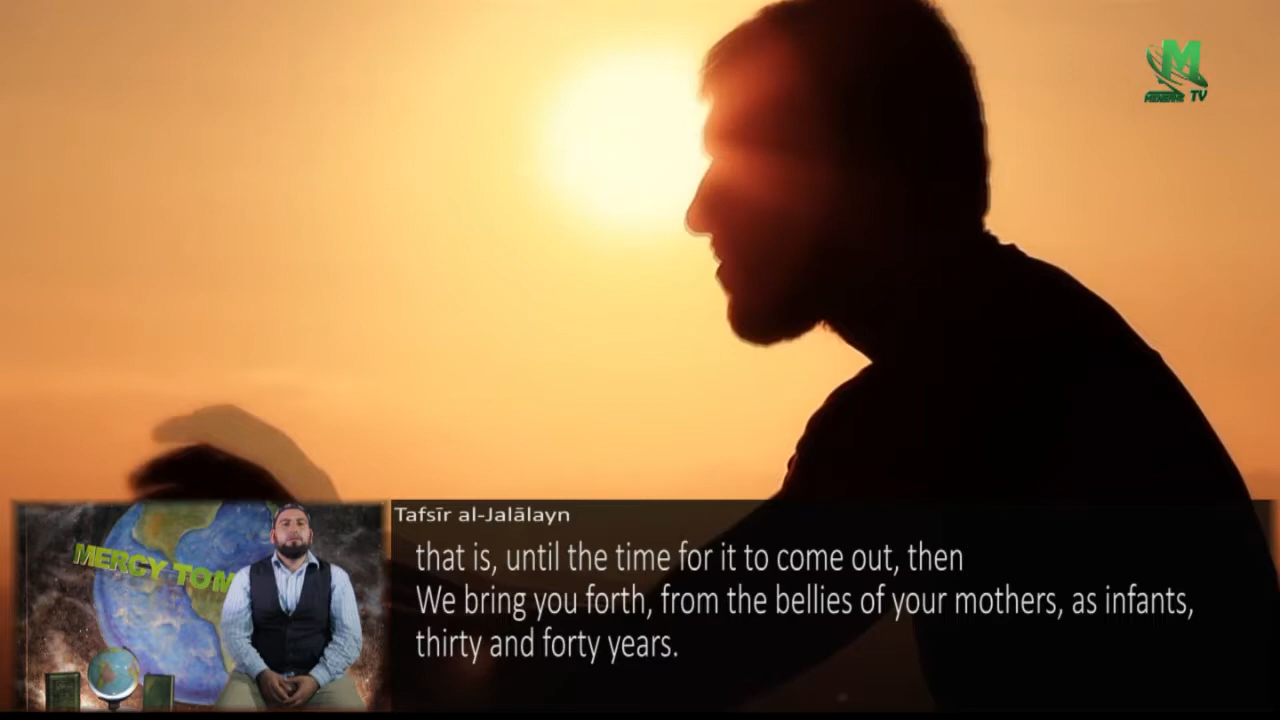 M
TV
Tafsīr al-Jalālayn
MERCY TOM
that is, until the time for it to come out, then
We bring you forth, from the bellies of your mothers, as infants,
thirty and forty years.